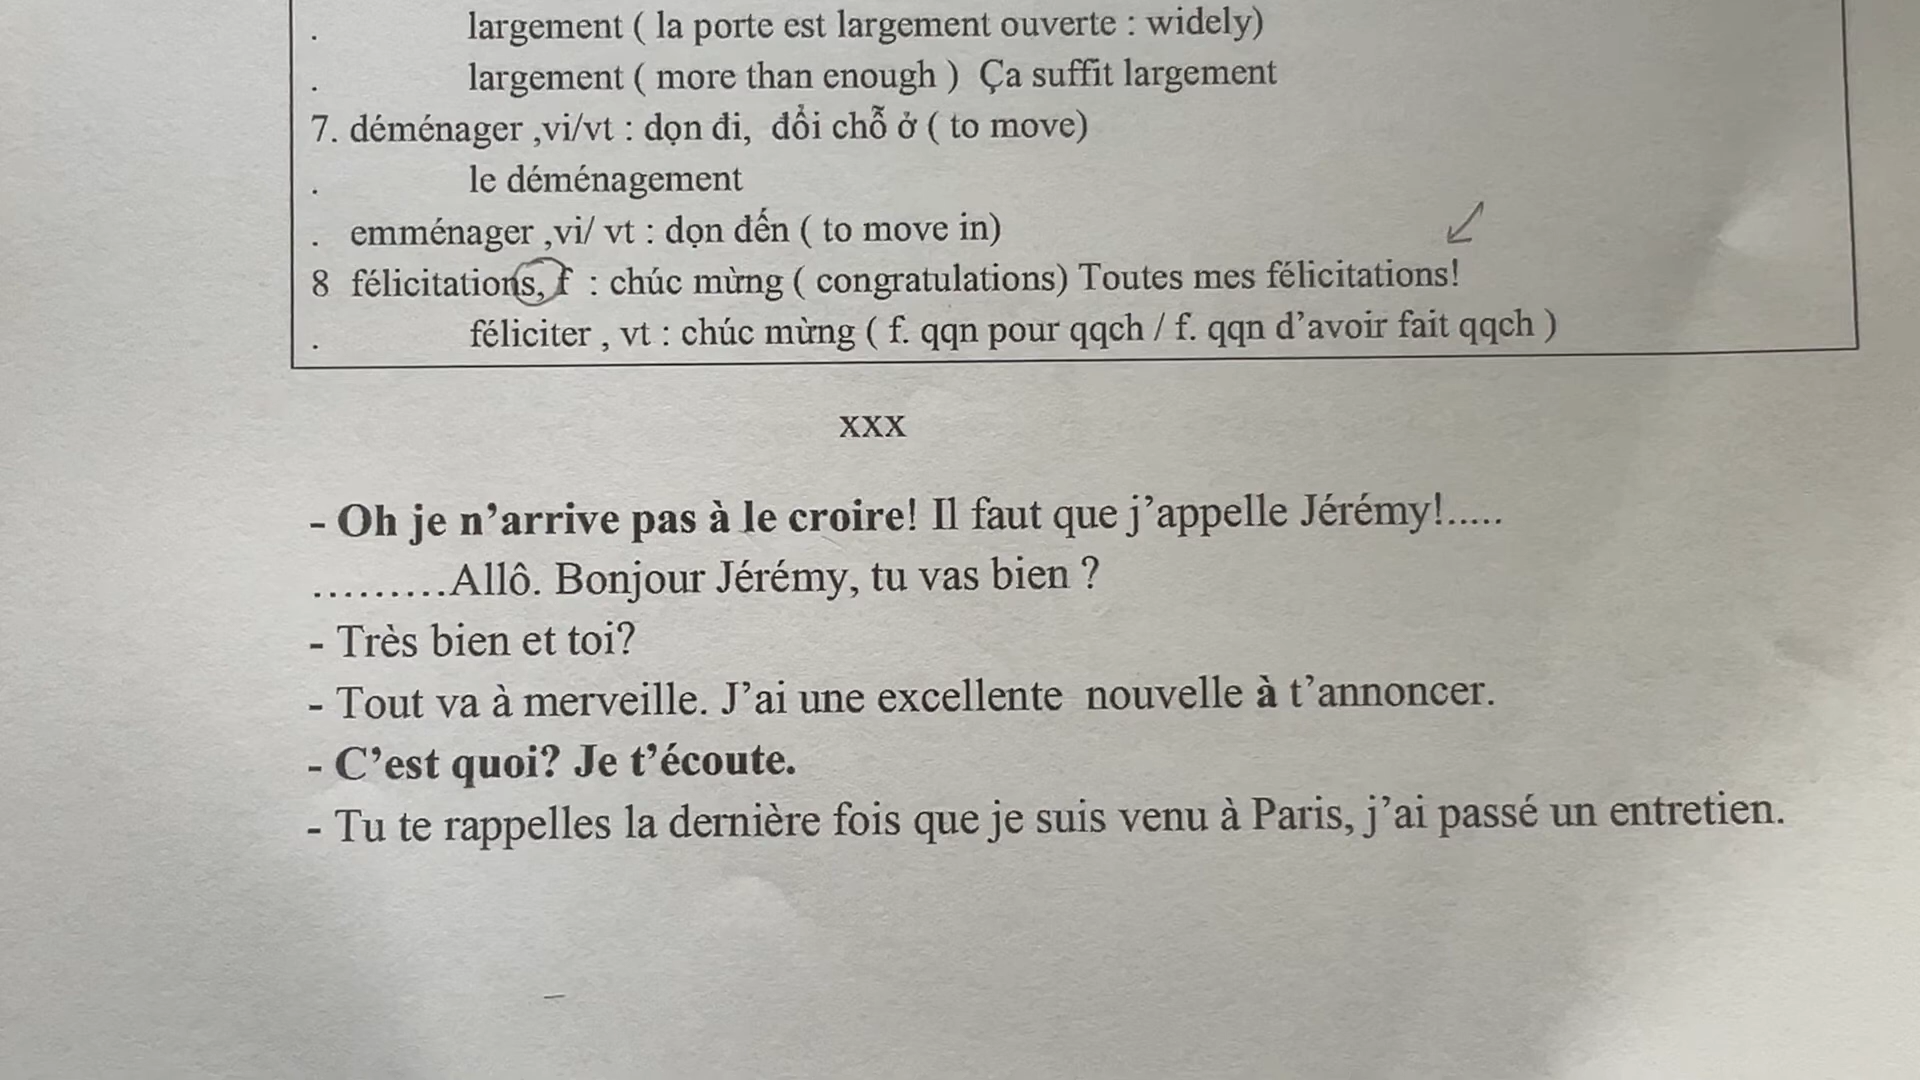 . largement ( la porte est largement ouverte : widely)
. largement ( more than enough ) Ça suffit largement
7. déménager ,vi/vt : dọn đi, đổi chỗ ở ( to move)
. le déménagement
. emménager ,vi/ vt : dọn đến ( to move in)
8 félicitations, f : chúc mừng ( congratulations) Toutes mes félicitations!
. féliciter , vt : chúc mừng ( f. qqn pour qqch / f. qqn d’avoir fait qqch )
xxx
- Oh je n’arrive pas à le croire! Il faut que j’appelle Jérémy!.....
.........Allô. Bonjour Jérémy, tu vas bien ?
- Très bien et toi?
- Tout va à merveille. J’ai une excellente nouvelle à t’annoncer.
- C’est quoi? Je t’écoute.
- Tu te rappelles la dernière fois que je suis venu à Paris, j’ai passé un entretien.